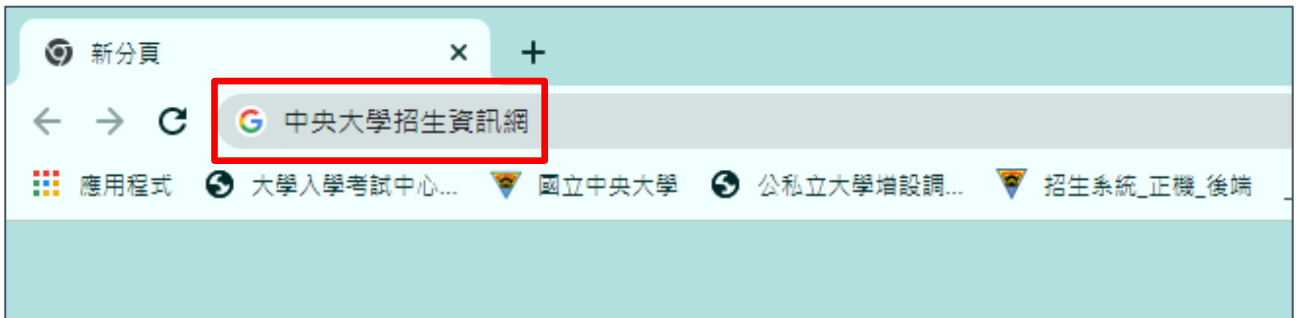 新分頁
中央大學招生資訊網
應用程式 大學入學考試中心... 國立中央大學 公私立大學增設調... 招生系統_正機_後端